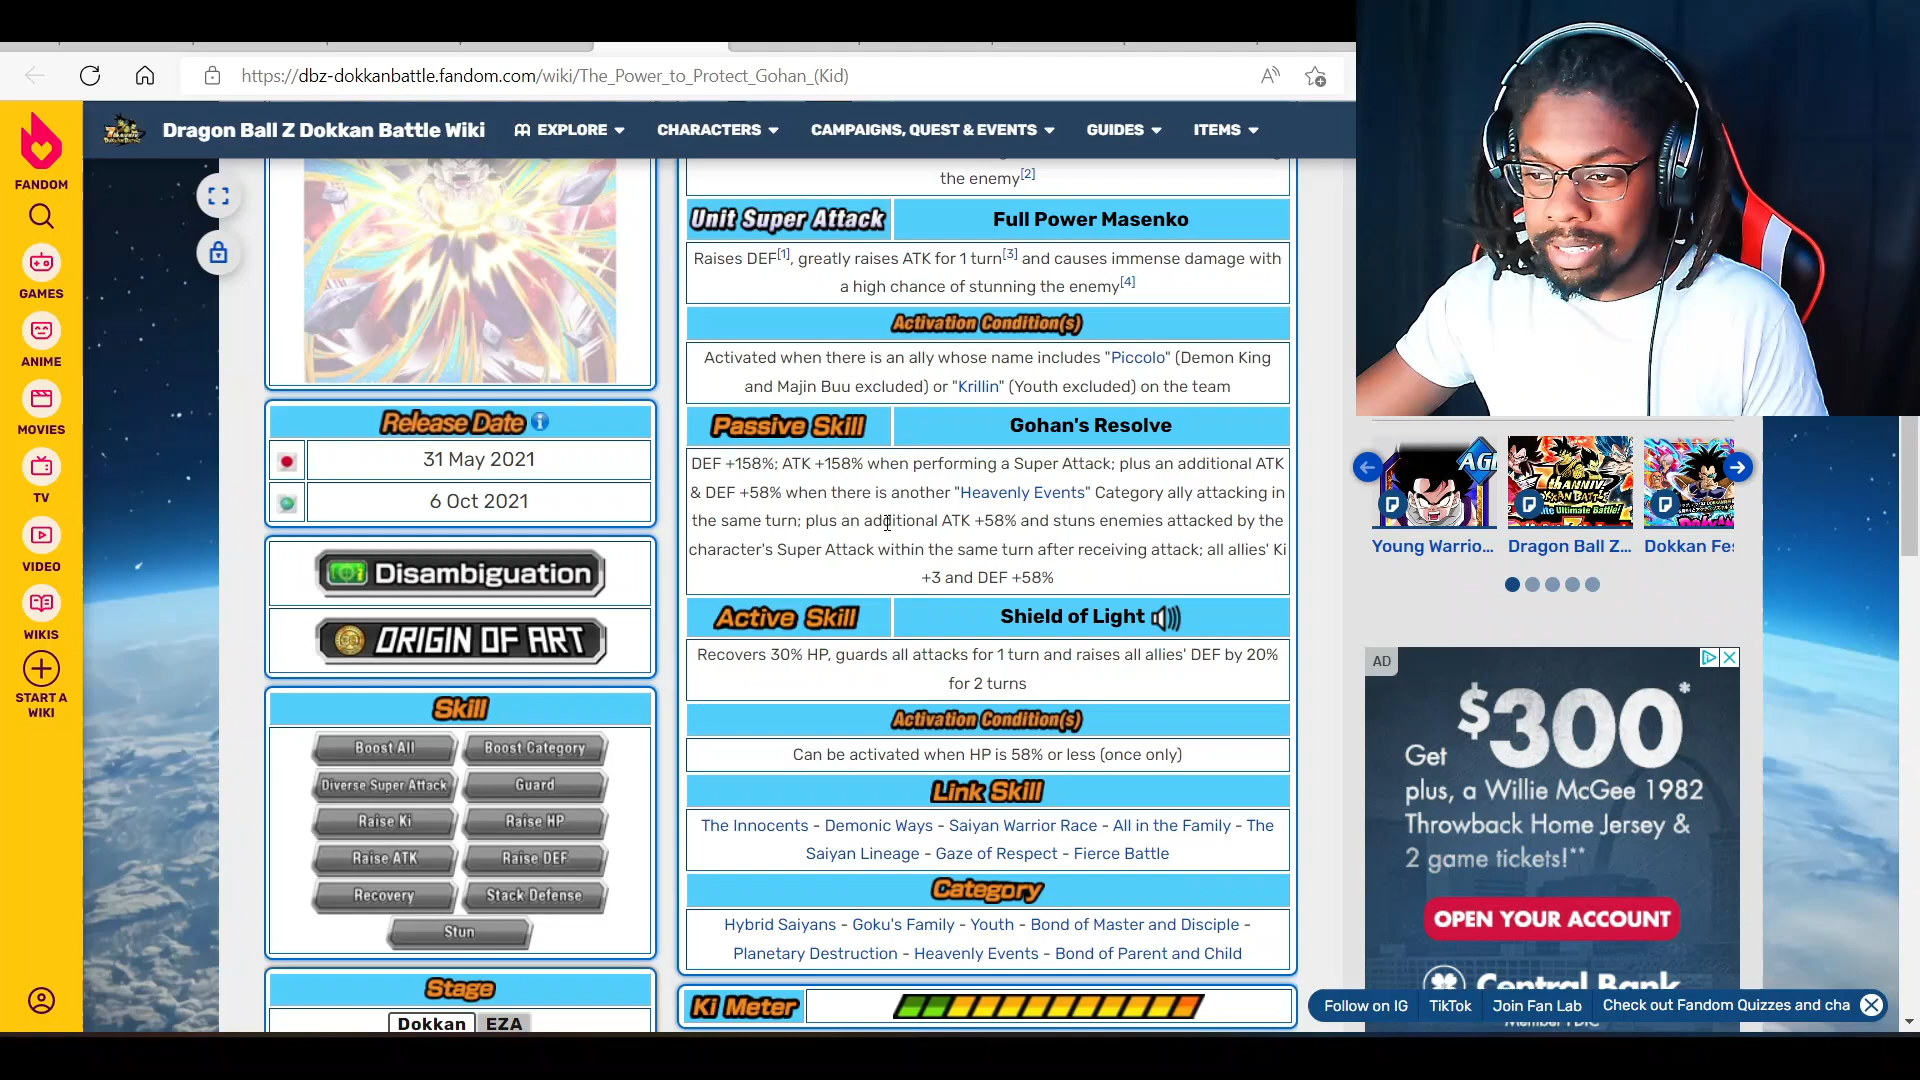 https://dbz-dokkanbattle.fandom.com/wiki/The_Power_to_Protect_Gohan_(Kid)
Dragon Ball Z Dokkan Battle Wiki
EXPLORE
CHARACTERS
CAMPAIGNS, QUEST & EVENTS
GUIDES
ITEMS
FANDOM
GAMES
ANIME
MOVIES
TV
VIDEO
WIKIS
START A
WIKI
Release Date
31 May 2021
6 Oct 2021
Disambiguation
ORIGIN OF ART
Skill
Boost All
Boost Category
Diverse Super Attack
Guard
Raise Ki
Raise HP
Raise ATK
Raise DEF
Recovery
Stack Defense
Stun
Stage
Dokkan
EZA
the enemy[2]
Unit Super Attack
Full Power Masenko
Raises DEF[1], greatly raises ATK for 1 turn[3] and causes immense damage with
a high chance of stunning the enemy[4]
Activation Condition(s)
Activated when there is an ally whose name includes "Piccolo" (Demon King
and Majin Buu excluded) or "Krillin" (Youth excluded) on the team
Passive Skill
Gohan's Resolve
DEF +158%; ATK +158% when performing a Super Attack; plus an additional ATK
& DEF +58% when there is another "Heavenly Events" Category ally attacking in
the same turn; plus an additional ATK +58% and stuns enemies attacked by the
character's Super Attack within the same turn after receiving attack; all allies' Ki
+3 and DEF +58%
Active Skill
Shield of Light
Recovers 30% HP, guards all attacks for 1 turn and raises all allies' DEF by 20%
for 2 turns
Activation Condition(s)
Can be activated when HP is 58% or less (once only)
Link Skill
The Innocents - Demonic Ways - Saiyan Warrior Race - All in the Family - The
Saiyan Lineage - Gaze of Respect - Fierce Battle
Category
Hybrid Saiyans - Goku's Family - Youth - Bond of Master and Disciple -
Planetary Destruction - Heavenly Events - Bond of Parent and Child
Ki Meter
Young Warrio...
Dragon Ball Z...
Dokkan Fes
AD
Get $300*
plus, a Willie McGee 1982
Throwback Home Jersey &
2 game tickets!**
OPEN YOUR ACCOUNT
Central Bank
Follow on IG
TikTok
Join Fan Lab
Check out Fandom Quizzes and cha